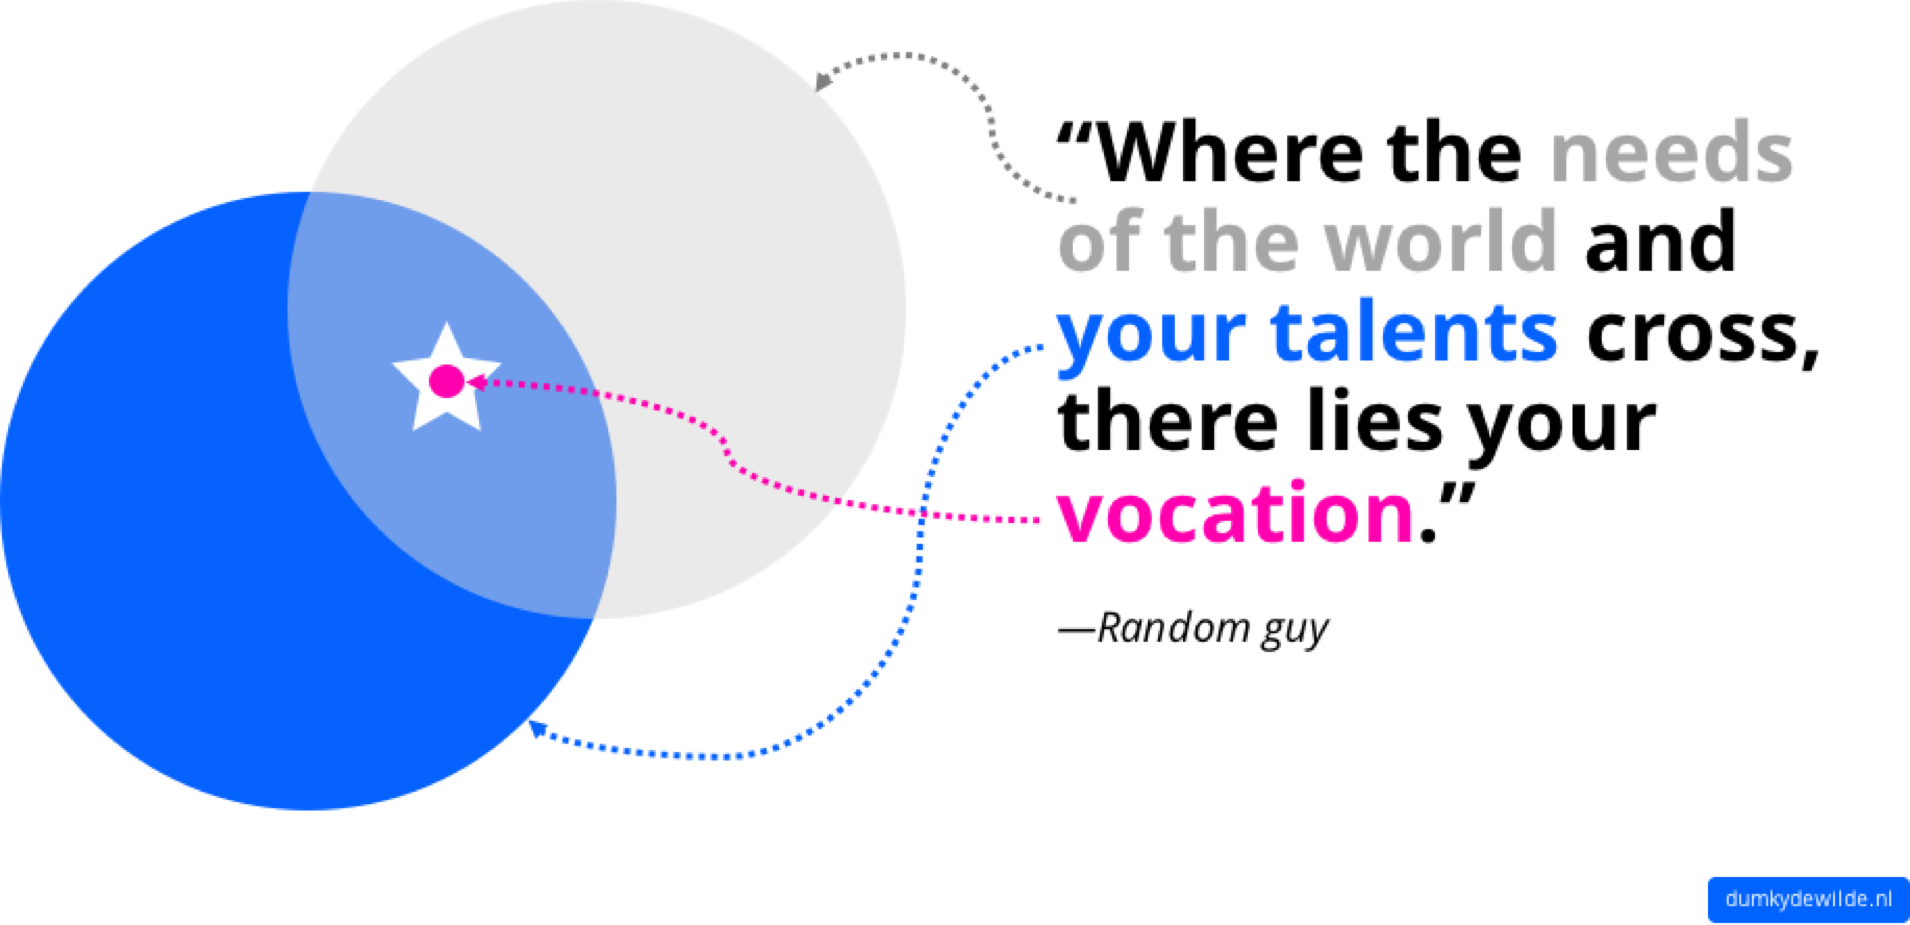 “Where the needs
of the world and
your talents cross,
there lies your
vocation.”
—Random guy
dumkydewilde.nl